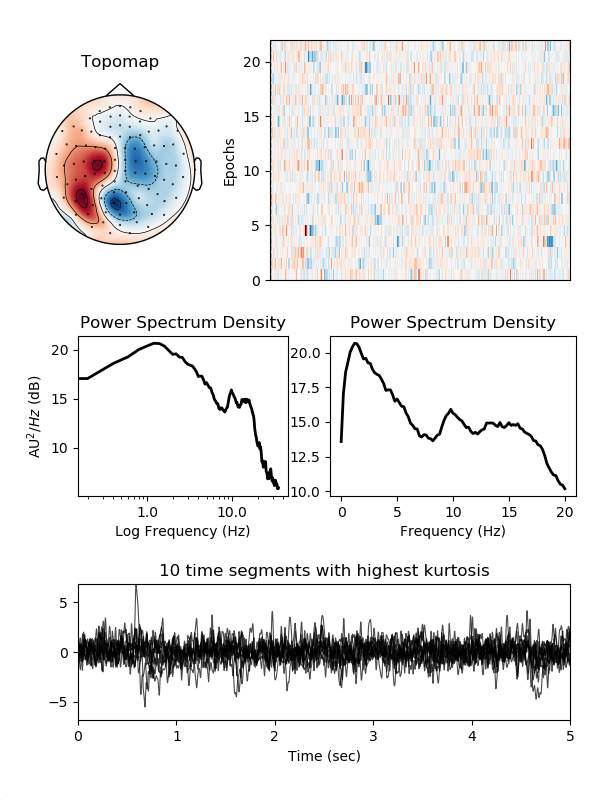 Topomap
Epochs
20
15
10
5
0
Power Spectrum Density
AU²/Hz (dB)
20
15
10
1.0 10.0
Log Frequency (Hz)
Power Spectrum Density
20.0
17.5
15.0
12.5
10.0
0 5 10 15 20
Frequency (Hz)
10 time segments with highest kurtosis
5
0
−5
0 1 2 3 4 5
Time (sec)